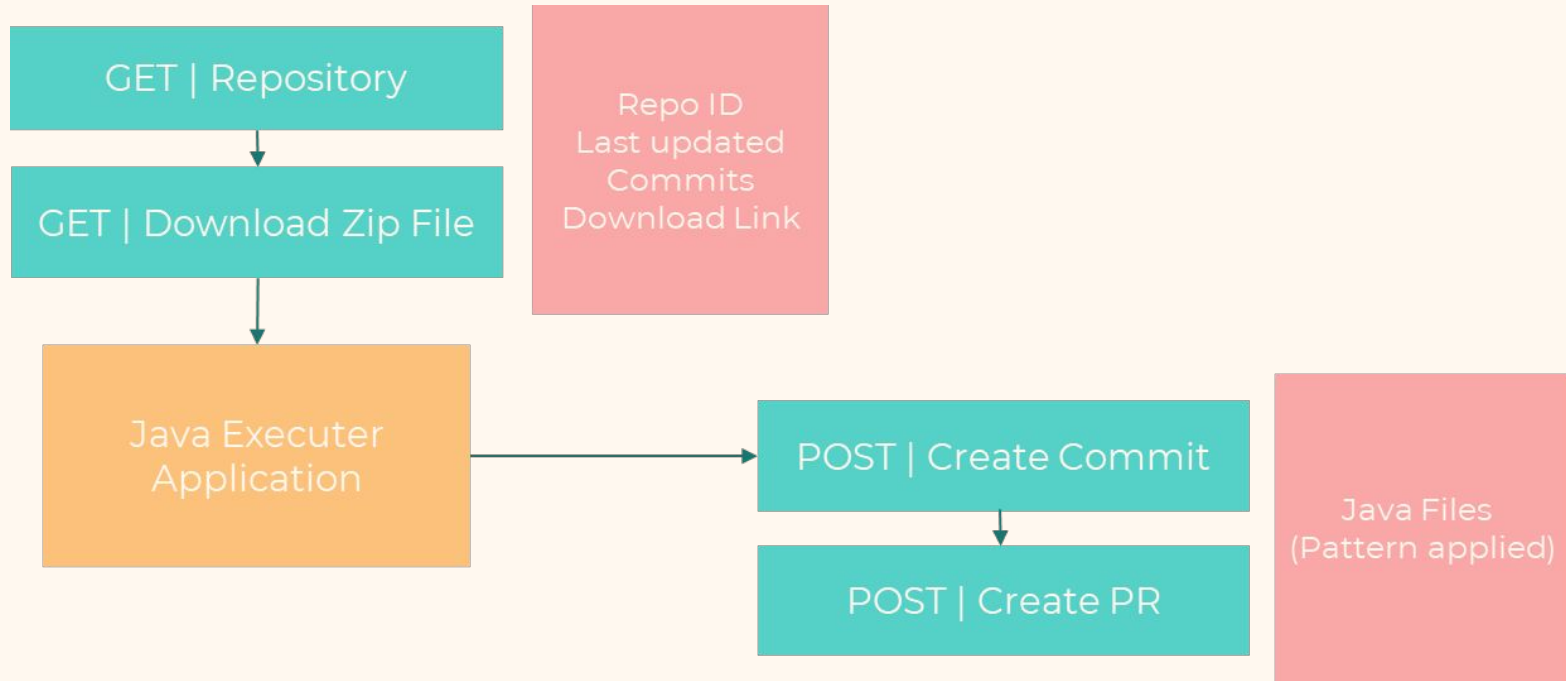 GET | Repository
Repo ID
Last updated
Commits
Download Link
GET | Download Zip File
Java Executer
Application
POST | Create Commit
Java Files
(Pattern applied)
POST | Create PR